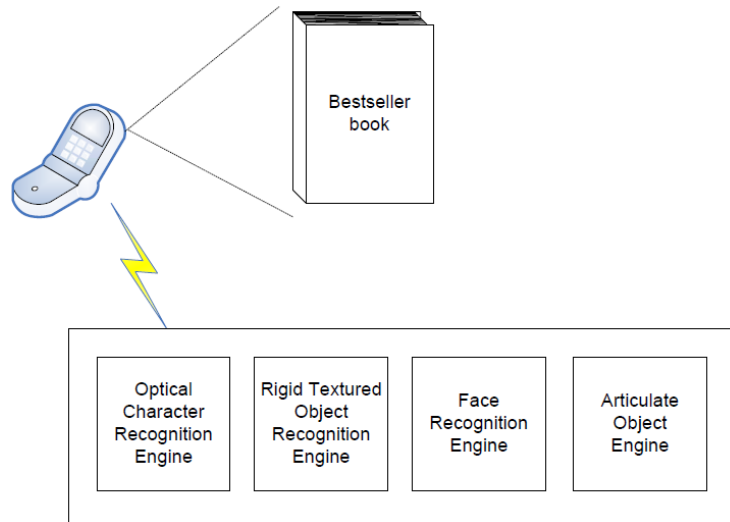 Bestseller
book
Optical
Character
Recognition
Engine
Rigid Textured
Object
Recognition
Engine
Face
Recognition
Engine
Articulate
Object
Engine